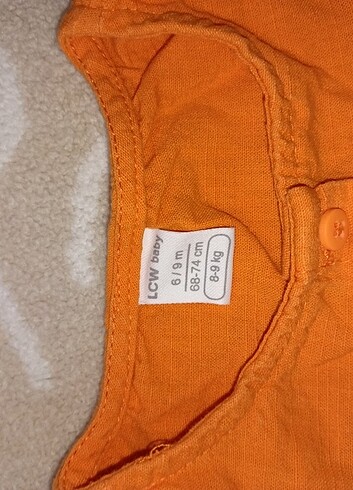 LCW baby
6 / 9 m
68-74 cm
8-9 kg